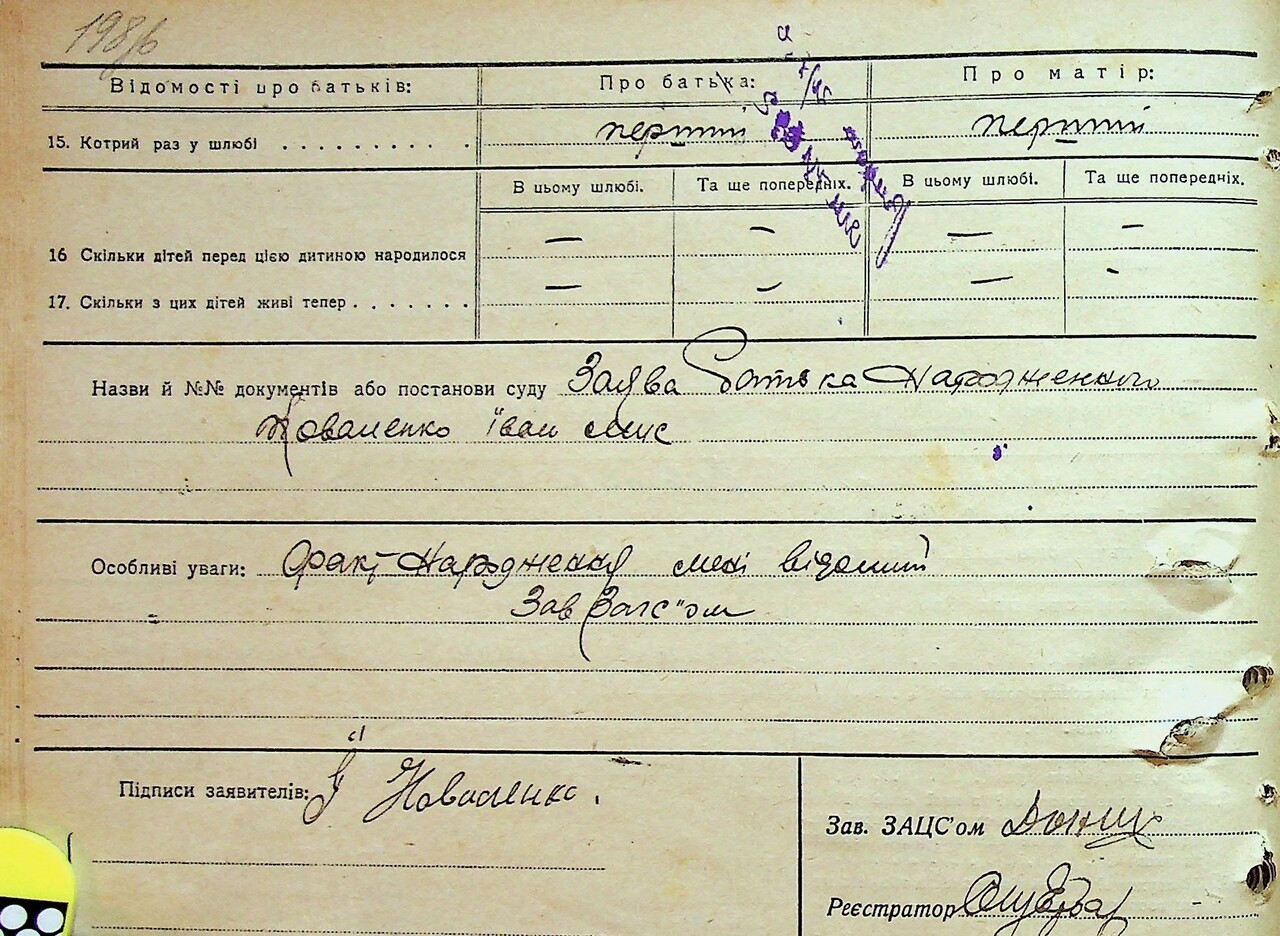 198
Відомості про батьків: Про батька: Про матір:
15. Котрий раз у шлюбі . . . . . . . . . . перший перший
В цьому шлюбі. Та ще попередніх. В цьому шлюбі. Та ще попередніх.
16 Скільки дітей перед цією дитиною народилося — — — —
17. Скільки з цих дітей живі тепер . . . . . . . — — — -
Назви й №№ документів або постанови суду Заява батька народженного
Коваленко Іван
Особливі уваги: Факт народження мені відомий
Зав Загс"ом
Підписи заявителів: Ї Коваленко.
Зав. ЗАЦС'ом
Реєстратор